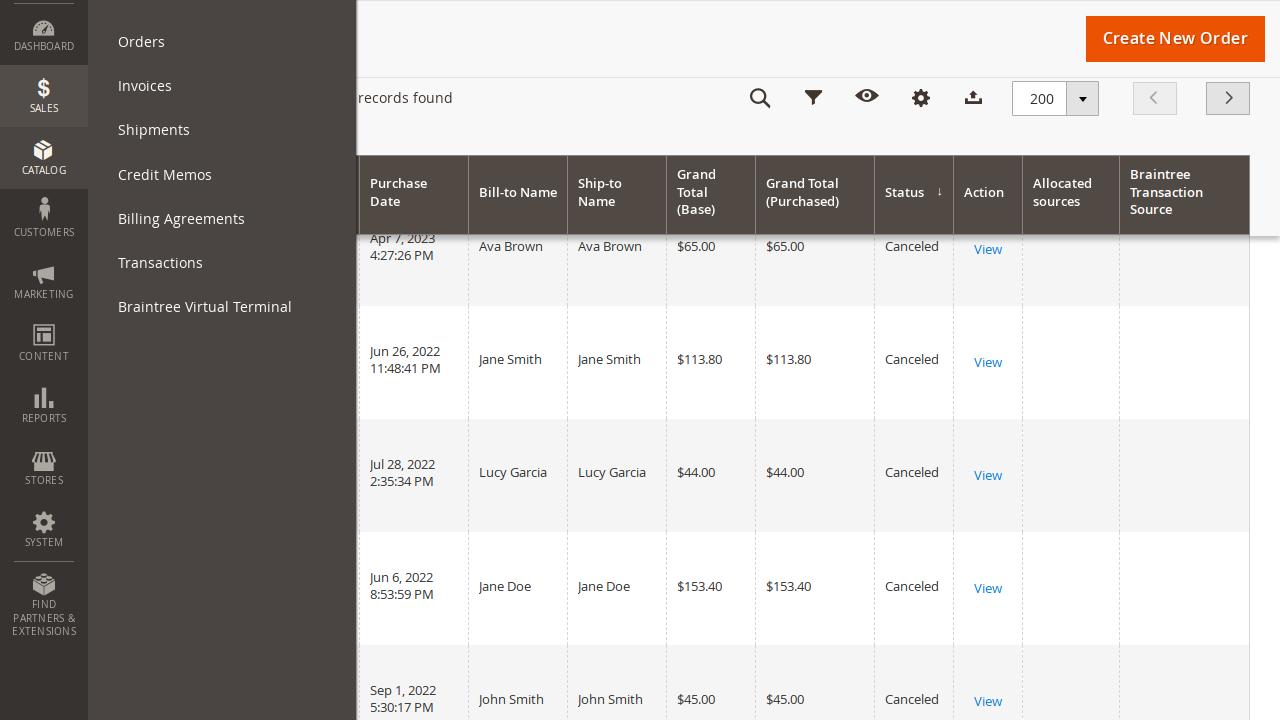 DASHBOARD
SALES
CATALOG
CUSTOMERS
MARKETING
CONTENT
REPORTS
STORES
SYSTEM
FIND
PARTNERS &
EXTENSIONS
Orders
Invoices
Shipments
Credit Memos
Billing Agreements
Transactions
Braintree Virtual Terminal
Create New Order
records found
200
Purchase Date
Bill-to Name
Ship-to Name
Grand Total (Base)
Grand Total (Purchased)
Status ↓
Action
Allocated sources
Braintree Transaction Source
Apr 7, 2023 4:27:26 PM Ava Brown Ava Brown $65.00 $65.00 Canceled View
Jun 26, 2022 11:48:41 PM Jane Smith Jane Smith $113.80 $113.80 Canceled View
Jul 28, 2022 2:35:34 PM Lucy Garcia Lucy Garcia $44.00 $44.00 Canceled View
Jun 6, 2022 8:53:59 PM Jane Doe Jane Doe $153.40 $153.40 Canceled View
Sep 1, 2022 5:30:17 PM John Smith John Smith $45.00 $45.00 Canceled View